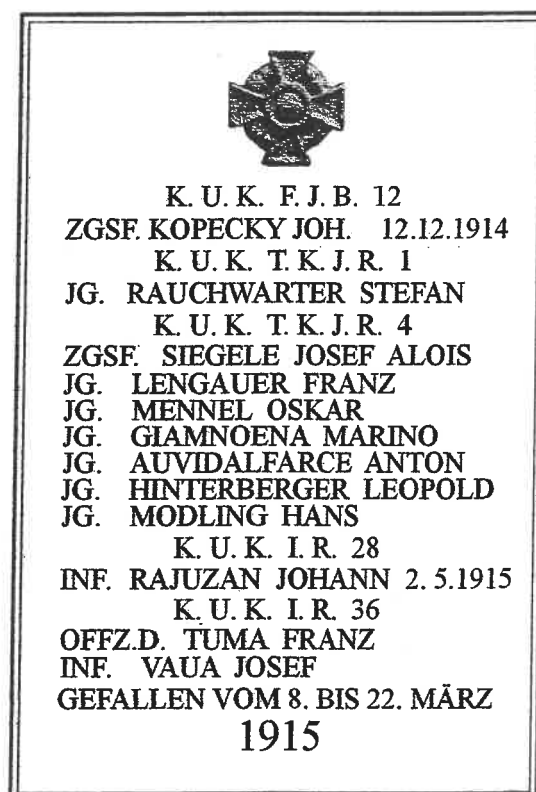 K. U. K. F. J. B. 12
ZGSF. KOPECKY JOH. 12.12.1914
K. U. K. T. K. J. R. 1
JG. RAUCHWARTER STEFAN
K. U. K. T. K. J. R. 4
ZGSF. SIEGELE JOSEF ALOIS
JG. LENGAUER FRANZ
JG. MENNEL OSKAR
JG. GIAMNOENA MARINO
JG. AUVIDALFARCE ANTON
JG. HINTERBERGER LEOPOLD
JG. MODLING HANS
K. U. K. I. R. 28
INF. RAJUZAN JOHANN 2. 5.1915
K. U. K. I. R. 36
OFFZ.D. TUMA FRANZ
INF. VAUA JOSEF
GEFALLEN VOM 8. BIS 22. MÄRZ
1915